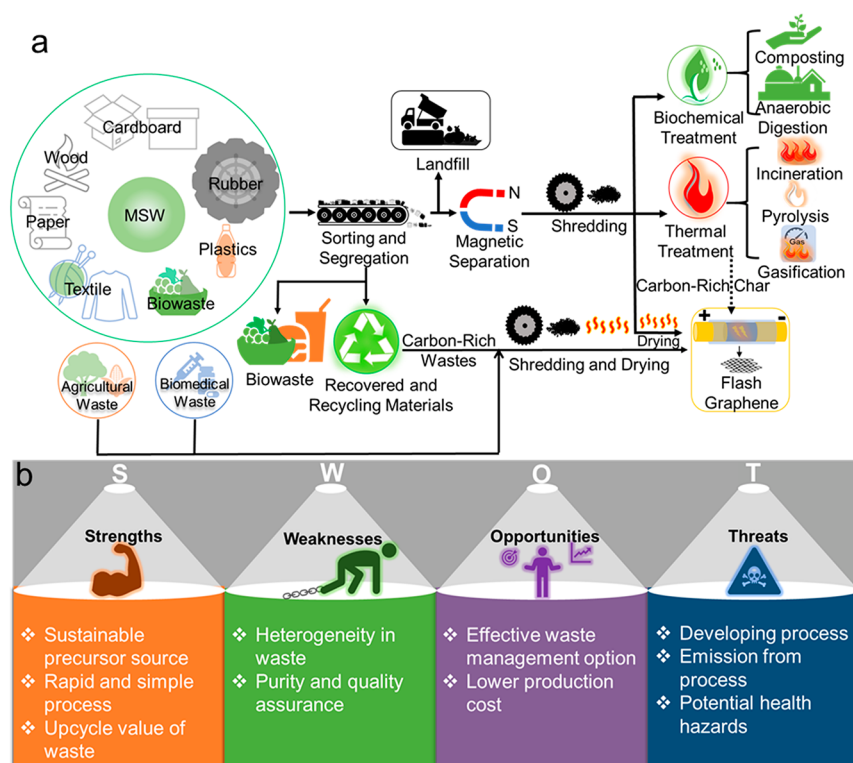 a
Cardboard
Wood
Rubber
MSW
Paper
Plastics
Textile
Biowaste
Agricultural
Waste
Biomedical
Waste
Landfill
Sorting and
Segregation
N
S
Magnetic
Separation
Shredding
Biochemical
Treatment
Composting
Anaerobic
Digestion
Thermal
Treatment
Incineration
Pyrolysis
Gas
Gasification
Carbon-Rich Char
Biowaste
Recovered and
Recycling Materials
Carbon-Rich
Wastes
Shredding and Drying
Drying
+
-
Flash
Graphene
b
S
W
O
T
Strengths
Weaknesses
Opportunities
Threats
❖ Sustainable
precursor source
❖ Rapid and simple
process
❖ Upcycle value of
waste
❖ Heterogeneity in
waste
❖ Purity and quality
assurance
❖ Effective waste
management option
❖ Lower production
cost
❖ Developing process
❖ Emission from
process
❖ Potential health
hazards